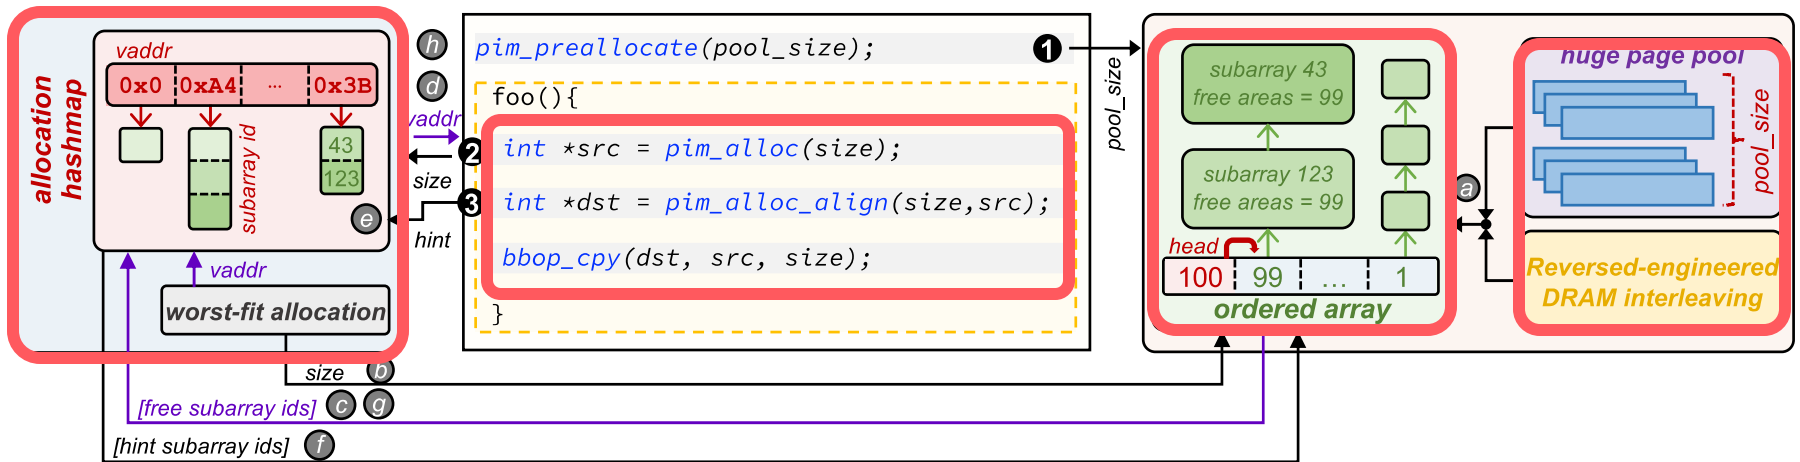 allocation
hashmap
vaddr
0x0 0xA4 ... 0x3B
43
123
subarray id
e
vaddr
worst-fit allocation
h
d
vaddr
2
size
3
hint
pim_preallocate(pool_size);
1
foo(){
int *src = pim_alloc(size);
int *dst = pim_alloc_align(size,src);
bbop_cpy(dst, src, size);
}
pool_size
subarray 43
free areas = 99
subarray 123
free areas = 99
head
100 99 ... 1
ordered array
a
huge page pool
pool_size
Reversed-engineered
DRAM interleaving
size b
[free subarray ids] c g
[hint subarray ids] f